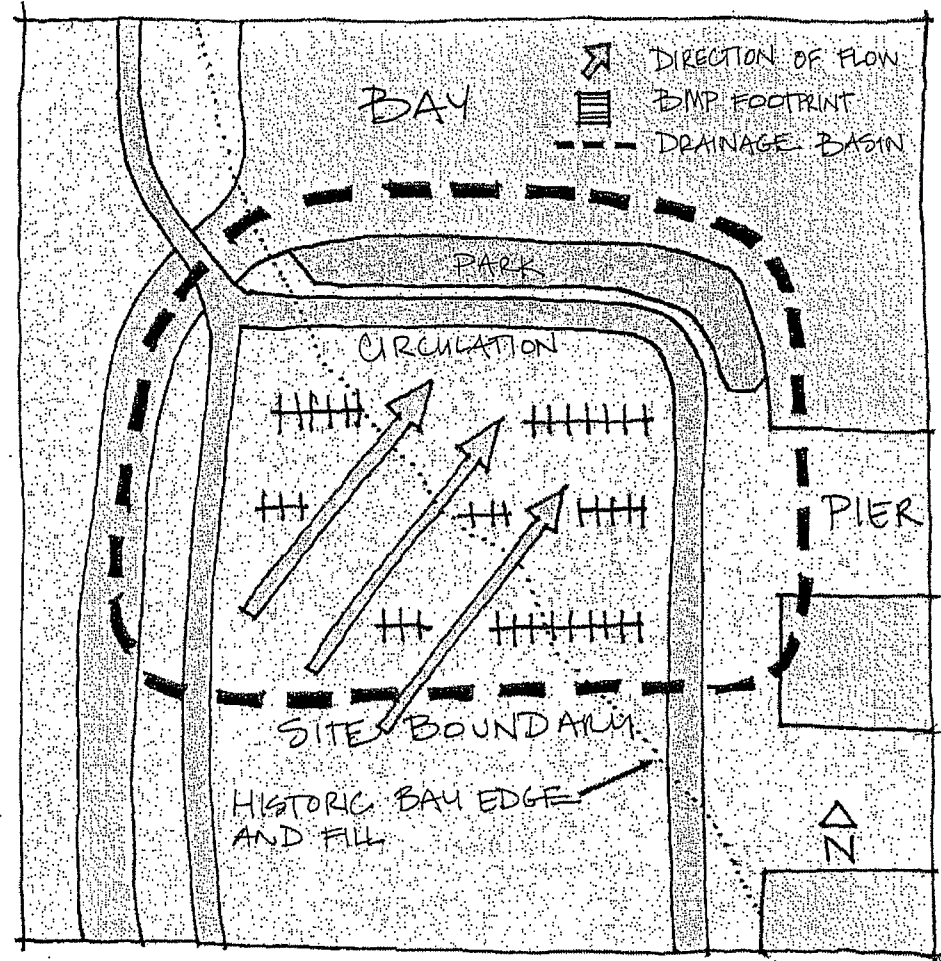 BAY
DIRECTION OF FLOW
BMP FOOTPRINT
DRAINAGE BASIN
PARK
CIRCULATION
PIER
SITE BOUNDARY
HISTORIC BAY EDGE
AND FILL
N